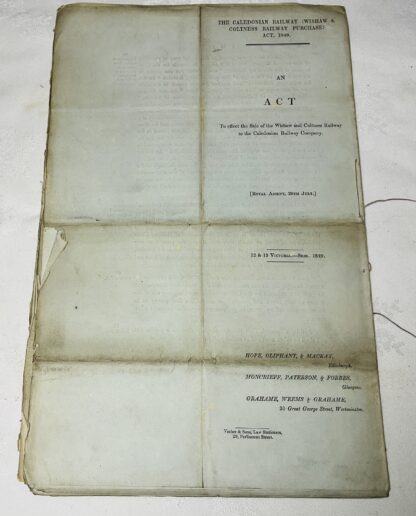 THE CALEDONIAN RAILWAY (WISHAW &
COLTNESS RAILWAY PURCHASE)
ACT, 1849.
AN
ACT
To effect the Sale of the Wishaw and Coltness Railway
to the Caledonian Railway Company.
[ROYAL ASSENT, 28TH JULY.]
12 & 13 VICTORIA.—SESS. 1849.
HOPE, OLIPHANT, & MACKAY,
Edinburgh.
MONCRIEFF, PATERSON, & FORBES,
Glasgow.
GRAHAME, WEEMS & GRAHAME,
30 Great George Street, Westminster.
Vacher & Sons, Law Stationers,
29, Parliament Street.